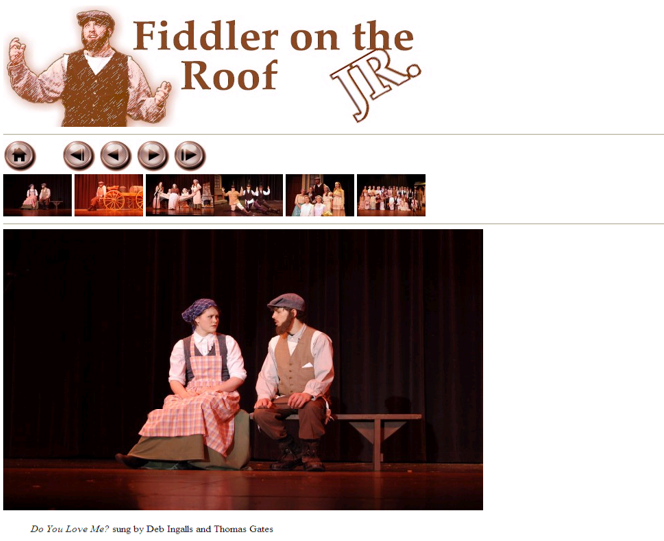 Fiddler on the
Roof JR.
Do You Love Me? sung by Deb Ingalls and Thomas Gates